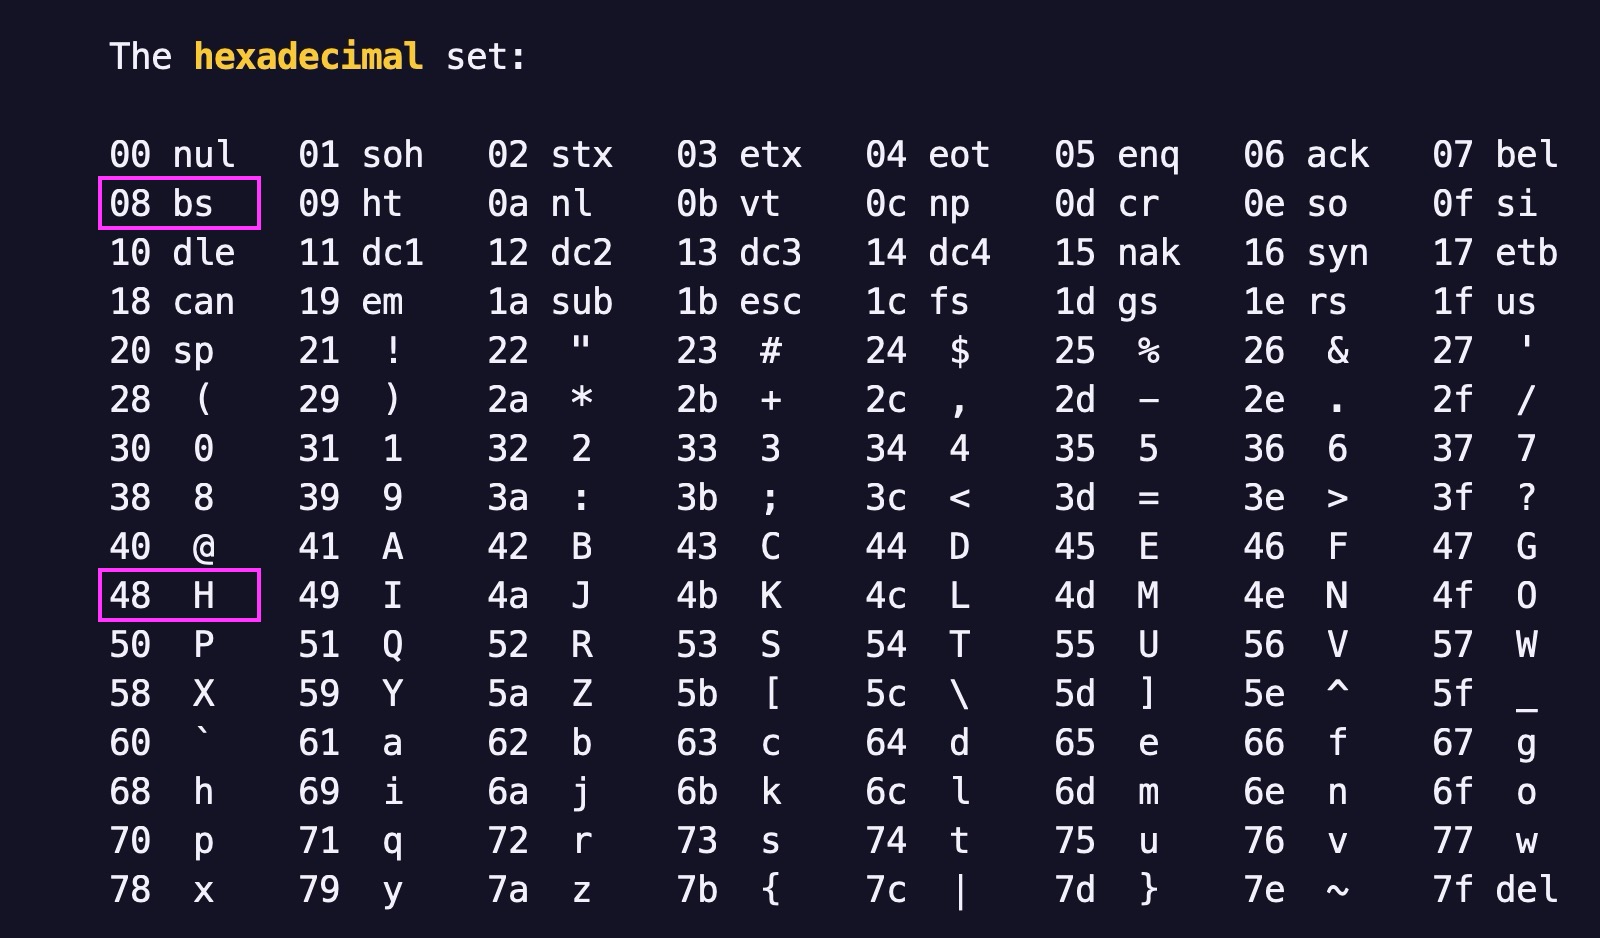 The hexadecimal set:
00 nul   01 soh   02 stx   03 etx   04 eot   05 enq   06 ack   07 bel
08 bs    09 ht    0a nl    0b vt    0c np    0d cr    0e so    0f si
10 dle   11 dc1   12 dc2   13 dc3   14 dc4   15 nak   16 syn   17 etb
18 can   19 em    1a sub   1b esc   1c fs    1d gs    1e rs    1f us
20 sp    21  !    22  "    23  #    24  $    25  %    26  &    27  '
28  (    29  )    2a  *    2b  +    2c  ,    2d  -    2e  .    2f  /
30  0    31  1    32  2    33  3    34  4    35  5    36  6    37  7
38  8    39  9    3a  :    3b  ;    3c  <    3d  =    3e  >    3f  ?
40  @    41  A    42  B    43  C    44  D    45  E    46  F    47  G
48  H    49  I    4a  J    4b  K    4c  L    4d  M    4e  N    4f  O
50  P    51  Q    52  R    53  S    54  T    55  U    56  V    57  W
58  X    59  Y    5a  Z    5b  [    5c  \    5d  ]    5e  ^    5f  _
60  `    61  a    62  b    63  c    64  d    65  e    66  f    67  g
68  h    69  i    6a  j    6b  k    6c  l    6d  m    6e  n    6f  o
70  p    71  q    72  r    73  s    74  t    75  u    76  v    77  w
78  x    79  y    7a  z    7b  {    7c  |    7d  }    7e  ~    7f del